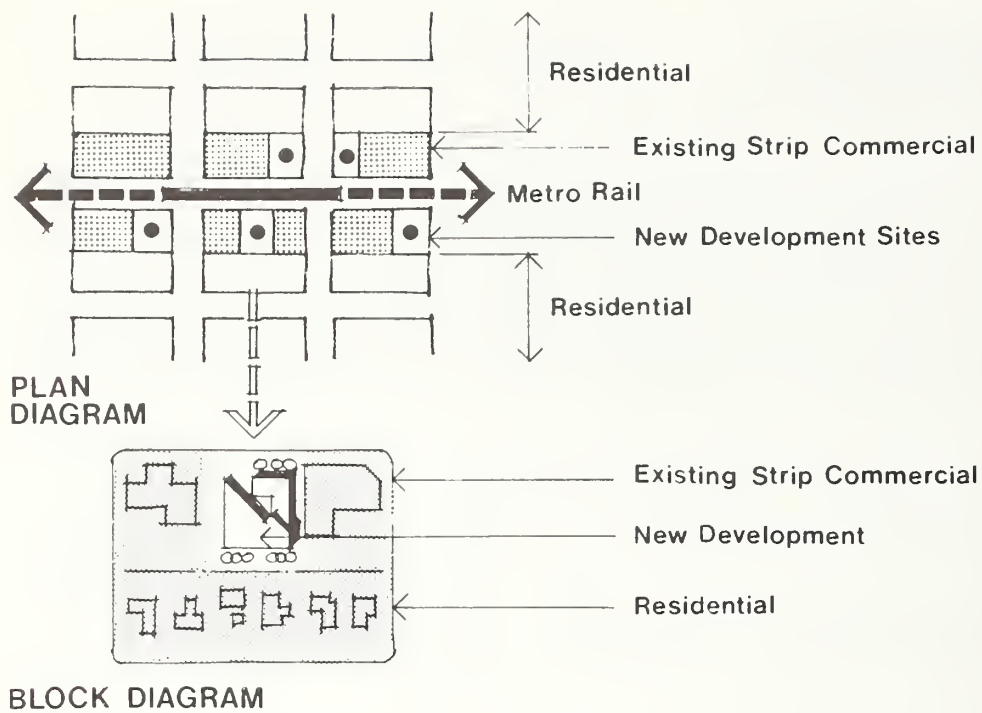 Residential
Existing Strip Commercial
Metro Rail
New Development Sites
Residential
PLAN
DIAGRAM
Existing Strip Commercial
New Development
Residential
BLOCK DIAGRAM